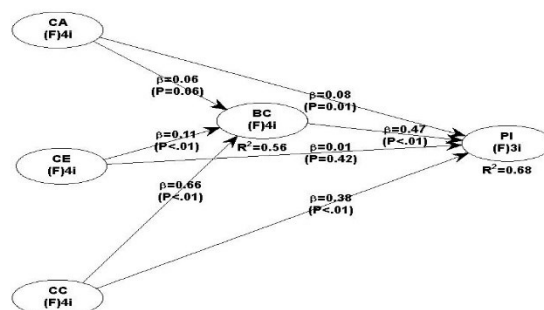 CA
(F)4i
β=0.06
(P=0.06)
β=0.08
(P=0.01)
BC
(F)4i
R²=0.56
β=0.11
(P<.01)
β=0.47
(P<.01)
PI
(F)3i
R²=0.68
CE
(F)4i
β=0.01
(P=0.42)
β=0.66
(P<.01)
β=0.38
(P<.01)
CC
(F)4i